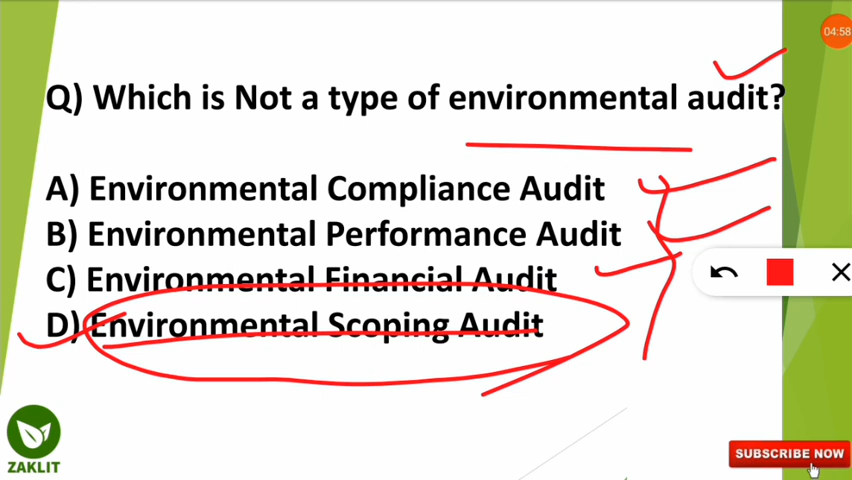 04:58
Q) Which is Not a type of environmental audit?
A) Environmental Compliance Audit
B) Environmental Performance Audit
C) Environmental Financial Audit
D) Environmental Scoping Audit
ZAKLIT
SUBSCRIBE NOW